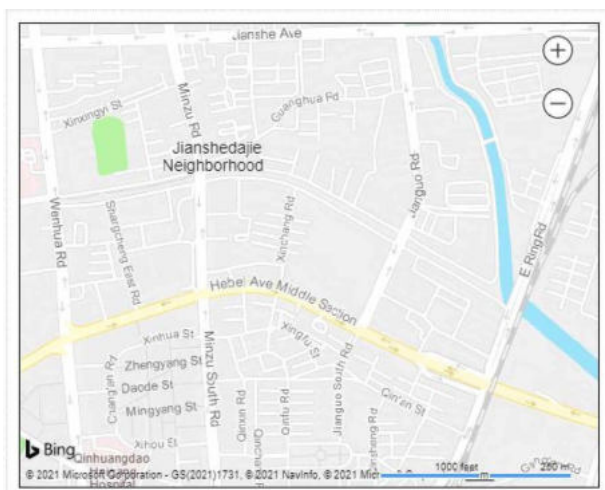 Jianshe Ave
Xinxingyi St
Minzu Rd
Guanghua Rd
Jianshedajie
Neighborhood
Jianguo Rd
Wenhua Rd
Shangcheng East Rd
Xinchang Rd
E Ring Rd
Hebei Ave Middle Section
Xinhua St
Minzu South Rd
Xingfu St
Zhengyang St
Daode St
Mingyang St
Jianguo South Rd
Qin'an St
Qinxin Rd
Qinfu Rd
Bing
Qinhuangdao
Hospital
1000 feet
250 m
© 2021 Microsoft Corporation - GS(2021)1731, © 2021 NavInfo, © 2021 Micr